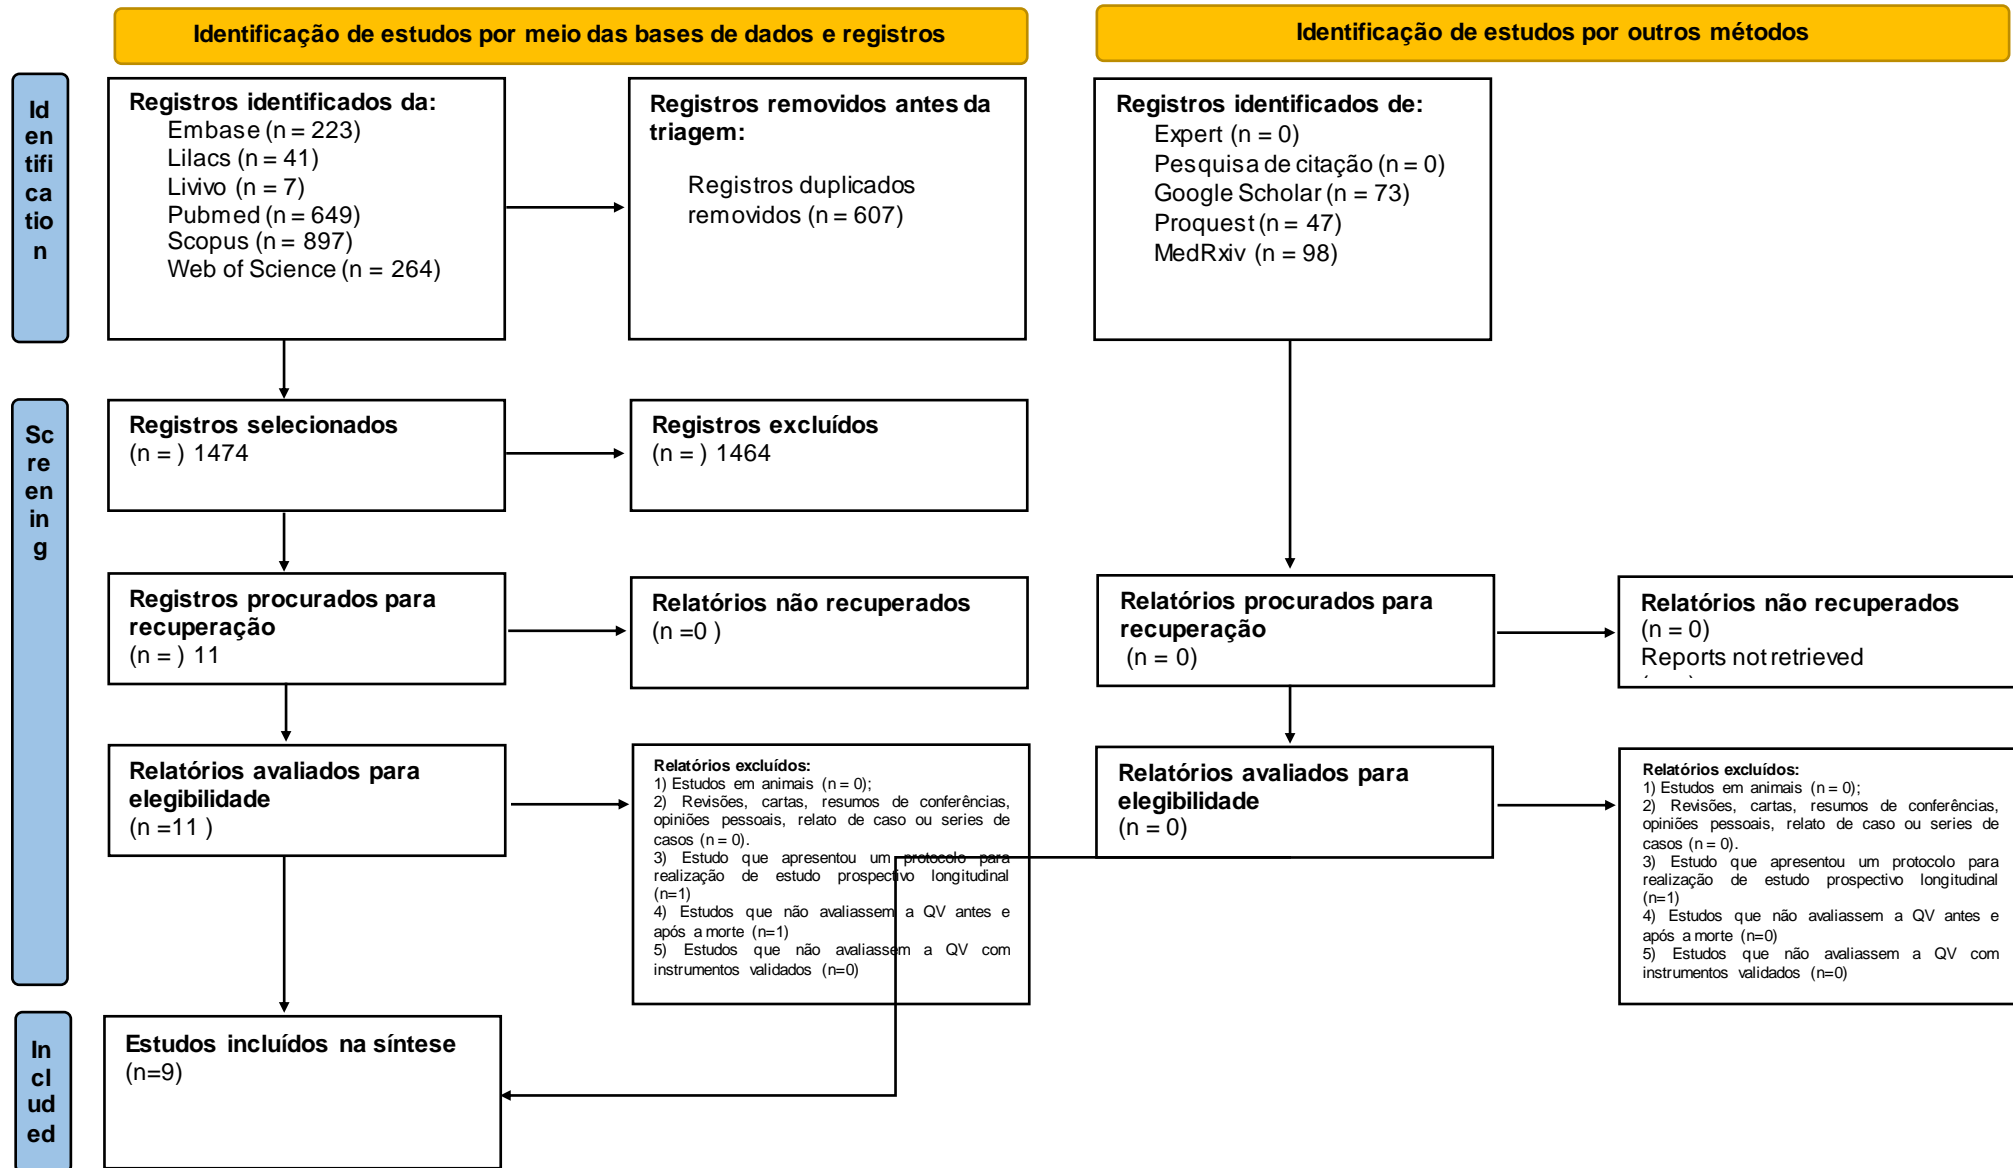 Identificação de estudos por meio das bases de dados e registros
Identificação de estudos por outros métodos
Id
en
tifi
ca
tio
n
Registros identificados da:
Embase (n = 223)
Lilacs (n = 41)
Livivo (n = 7)
Pubmed (n = 649)
Scopus (n = 897)
Web of Science (n = 264)
Registros removidos antes da
triagem:
Registros duplicados
removidos (n = 607)
Registros identificados de:
Expert (n = 0)
Pesquisa de citação (n = 0)
Google Scholar (n = 73)
Proquest (n = 47)
MedRxiv (n = 98)
Sc
re
en
in
g
Registros selecionados
(n = ) 1474
Registros excluídos
(n = ) 1464
Registros procurados para
recuperação
(n = ) 11
Relatórios não recuperados
(n =0 )
Relatórios procurados para
recuperação
(n = 0)
Relatórios não recuperados
(n = 0)
Reports not retrieved
Relatórios avaliados para
elegibilidade
(n =11 )
Relatórios excluídos:
1) Estudos em animais (n = 0);
2) Revisões, cartas, resumos de conferências,
opiniões pessoais, relato de caso ou series de
casos (n = 0).
3) Estudo que apresentou um protocolo para
realização de estudo prospectivo longitudinal
(n=1)
4) Estudos que não avaliassem a QV antes e
após a morte (n=1)
5) Estudos que não avaliassem a QV com
instrumentos validados (n=0)
Relatórios avaliados para
elegibilidade
(n = 0)
Relatórios excluídos:
1) Estudos em animais (n = 0);
2) Revisões, cartas, resumos de conferências,
opiniões pessoais, relato de caso ou series de
casos (n = 0).
3) Estudo que apresentou um protocolo para
realização de estudo prospectivo longitudinal
(n=1)
4) Estudos que não avaliassem a QV antes e
após a morte (n=0)
5) Estudos que não avaliassem a QV com
instrumentos validados (n=0)
In
cl
ud
ed
Estudos incluídos na síntese
(n=9)